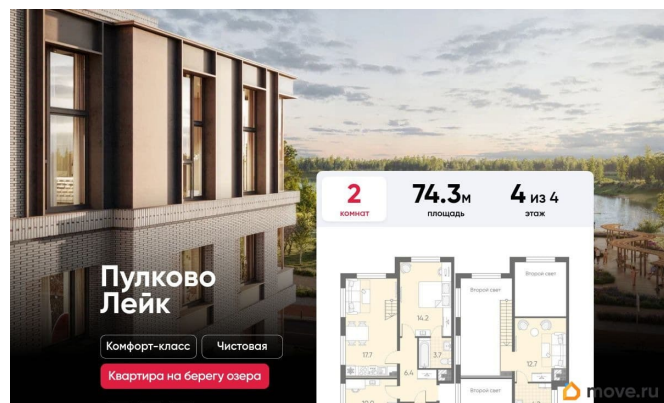 2
комнат
74.3м
площадь
4 из 4
этаж
Пулково
Лейк
Комфорт-класс
Чистовая
Квартира на берегу озера
Второй свет
Второй свет
14.2
17.7
3.7
6.4
12.7
Второй свет
move.ru